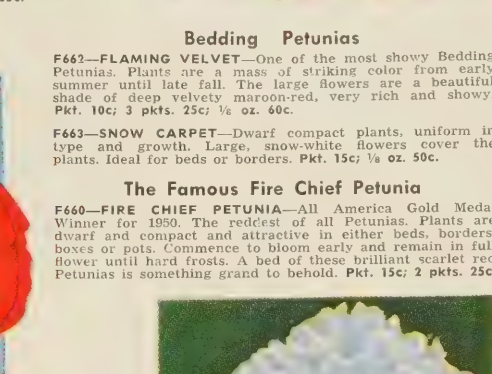 Bedding Petunias
F662—FLAMING VELVET—One of the most showy Bedding
Petunias. Plants are a mass of striking color from early
summer until late fall. The large flowers are a beautiful
shade of deep velvety maroon-red, very rich and showy.
Pkt. 10c; 3 pkts. 25c; ⅛ oz. 60c.
F663—SNOW CARPET—Dwarf compact plants, uniform in
type and growth. Large, snow-white flowers cover the
plants. Ideal for beds or borders. Pkt. 15c; ⅛ oz. 50c.
The Famous Fire Chief Petunia
F660—FIRE CHIEF PETUNIA—All America Gold Meda
Winner for 1950. The reddest of all Petunias. Plants are
dwarf and compact and attractive in either beds, borders
boxes or pots. Commence to bloom early and remain in full
flower until hard frosts. A bed of these brilliant scarlet red
Petunias is something grand to behold. Pkt. 15c; 2 pkts. 25c